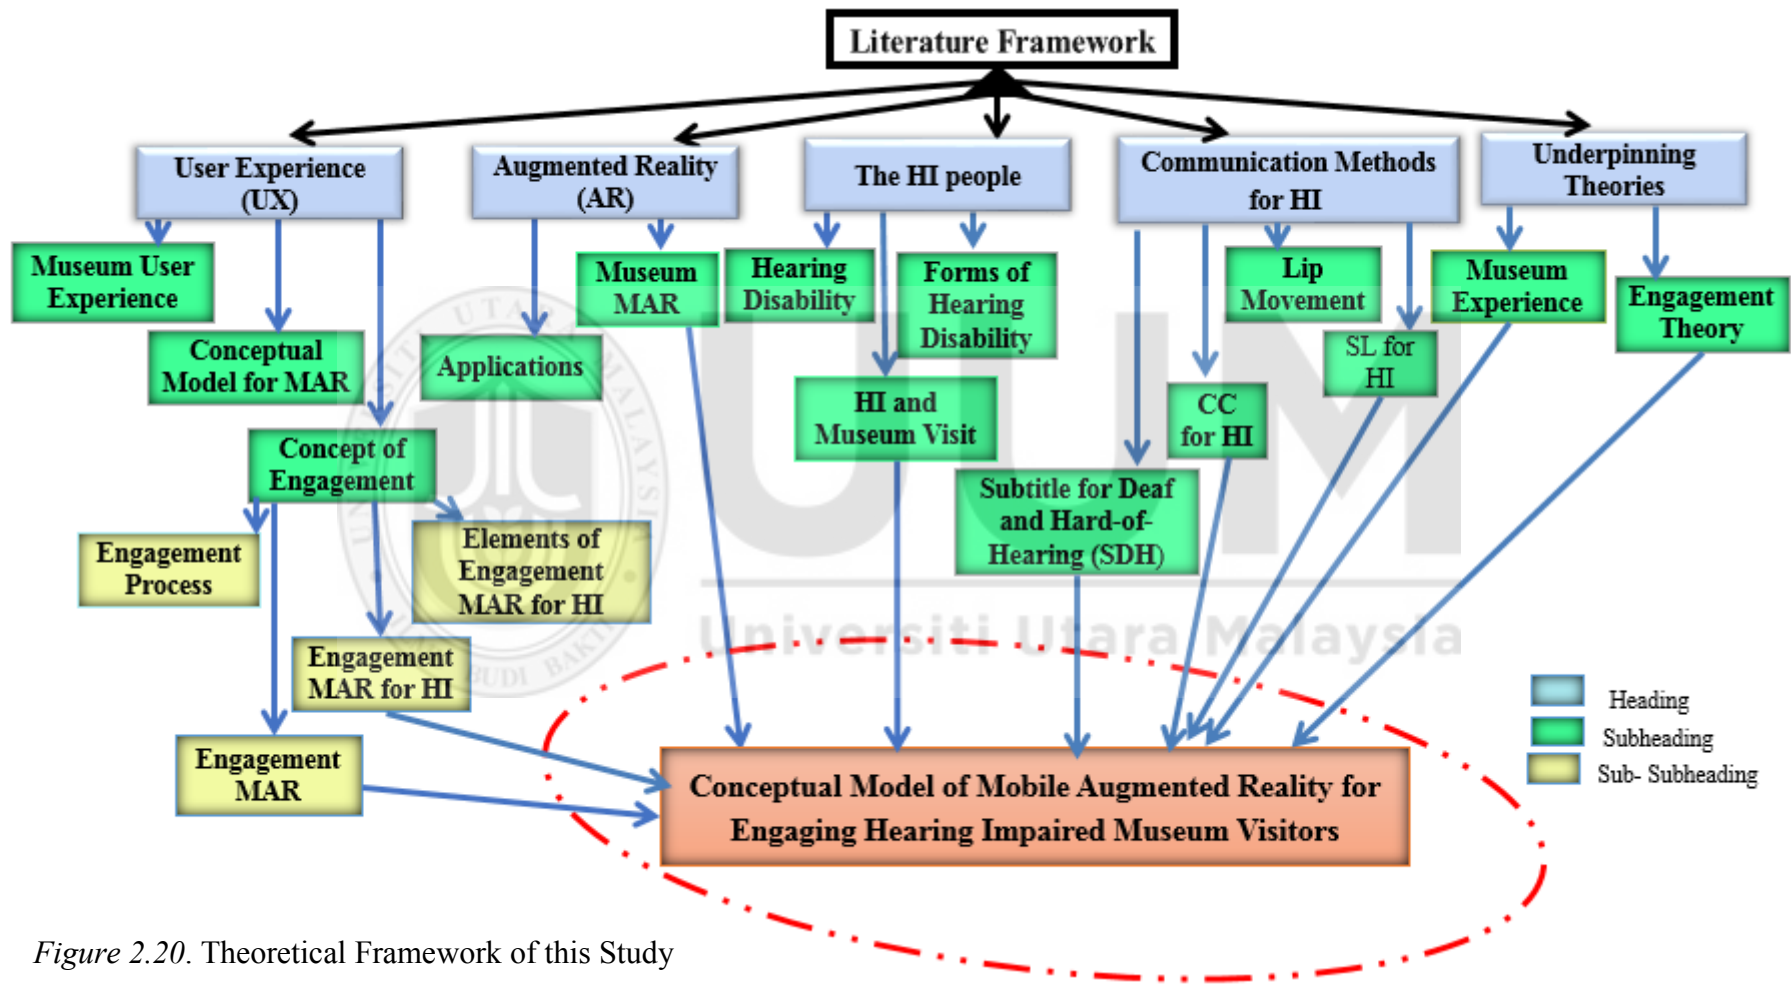 Literature Framework
User Experience
(UX)
Augmented Reality
(AR)
The HI people
Communication Methods
for HI
Underpinning
Theories
Museum User
Experience
Conceptual
Model for MAR
Concept of
Engagement
Engagement
Process
Elements of
Engagement
MAR for HI
Engagement
MAR for HI
Engagement
MAR
Applications
Museum
MAR
Hearing
Disability
Forms of
Hearing
Disability
HI and
Museum Visit
Subtitle for Deaf
and Hard-of-
Hearing (SDH)
CC
for HI
Lip
Movement
SL for
HI
Museum
Experience
Engagement
Theory
UUM
Universiti Utara Malaysia
UNIVERSITI UTARA MALAYSIA
Conceptual Model of Mobile Augmented Reality for
Engaging Hearing Impaired Museum Visitors
Heading
Subheading
Sub- Subheading
Figure 2.20. Theoretical Framework of this Study